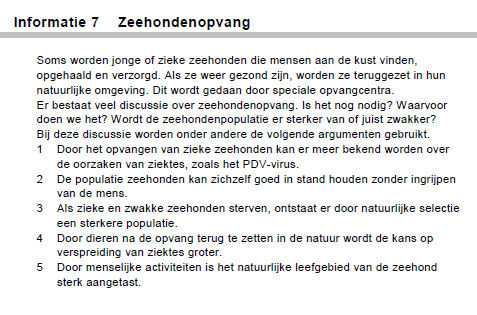 Informatie 7 Zeehondenopvang
Soms worden jonge of zieke zeehonden die mensen aan de kust vinden,
opgehaald en verzorgd. Als ze weer gezond zijn, worden ze teruggezet in hun
natuurlijke omgeving. Dit wordt gedaan door speciale opvangcentra.
Er bestaat veel discussie over zeehondenopvang. Is het nog nodig? Waarvoor
doen we het? Wordt de zeehondenpopulatie er sterker van of juist zwakker?
Bij deze discussie worden onder andere de volgende argumenten gebruikt.
1 Door het opvangen van zieke zeehonden kan er meer bekend worden over
de oorzaken van ziektes, zoals het PDV-virus.
2 De populatie zeehonden kan zichzelf goed in stand houden zonder ingrijpen
van de mens.
3 Als zieke en zwakke zeehonden sterven, ontstaat er door natuurlijke selectie
een sterkere populatie.
4 Door dieren na de opvang terug te zetten in de natuur wordt de kans op
verspreiding van ziektes groter.
5 Door menselijke activiteiten is het natuurlijke leefgebied van de zeehond
sterk aangetast.